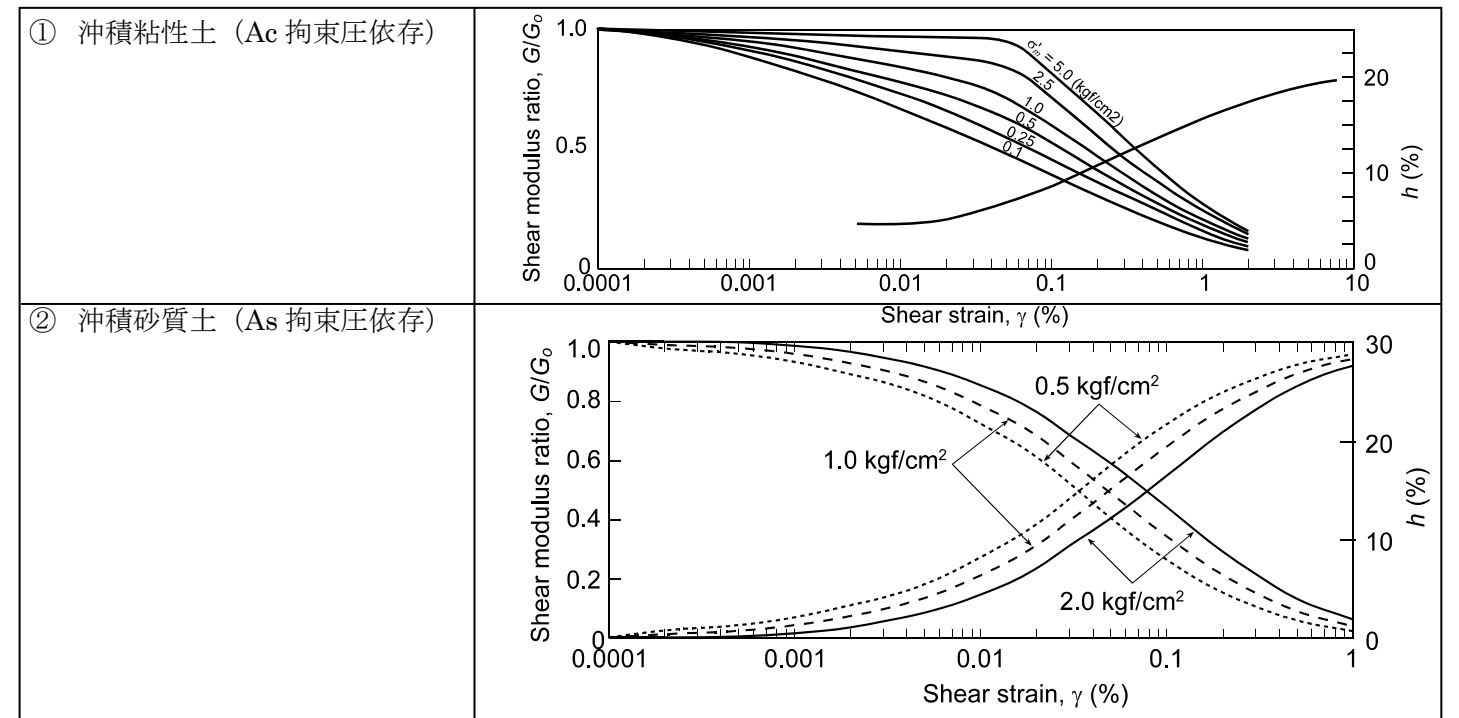 ① 沖積粘性土（Ac 拘束圧依存）
Shear modulus ratio, G/Go
1.0
0.5
0
σ'm = 5.0 (kgf/cm2)
2.5
1.0
0.5
0.25
0.1
20
10
0
h (%)
0.0001 0.001 0.01 0.1 1 10
Shear strain, γ (%)
② 沖積砂質土（As 拘束圧依存）
Shear modulus ratio, G/Go
1.0
0.8
0.6
0.4
0.2
0
0.5 kgf/cm²
1.0 kgf/cm²
2.0 kgf/cm²
30
20
10
0
h (%)
0.0001 0.001 0.01 0.1 1
Shear strain, γ (%)